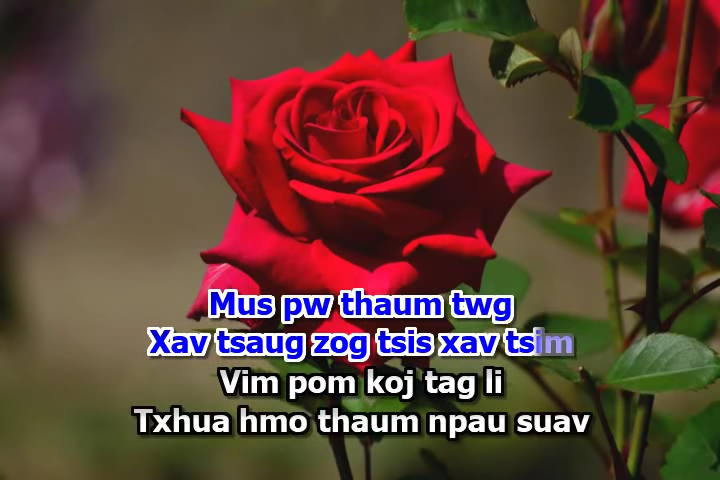 Mus pw thaum twg
Xav tsaug zog tsis xav tsim
Vim pom koj tag li
Txhua hmo thaum npau suav